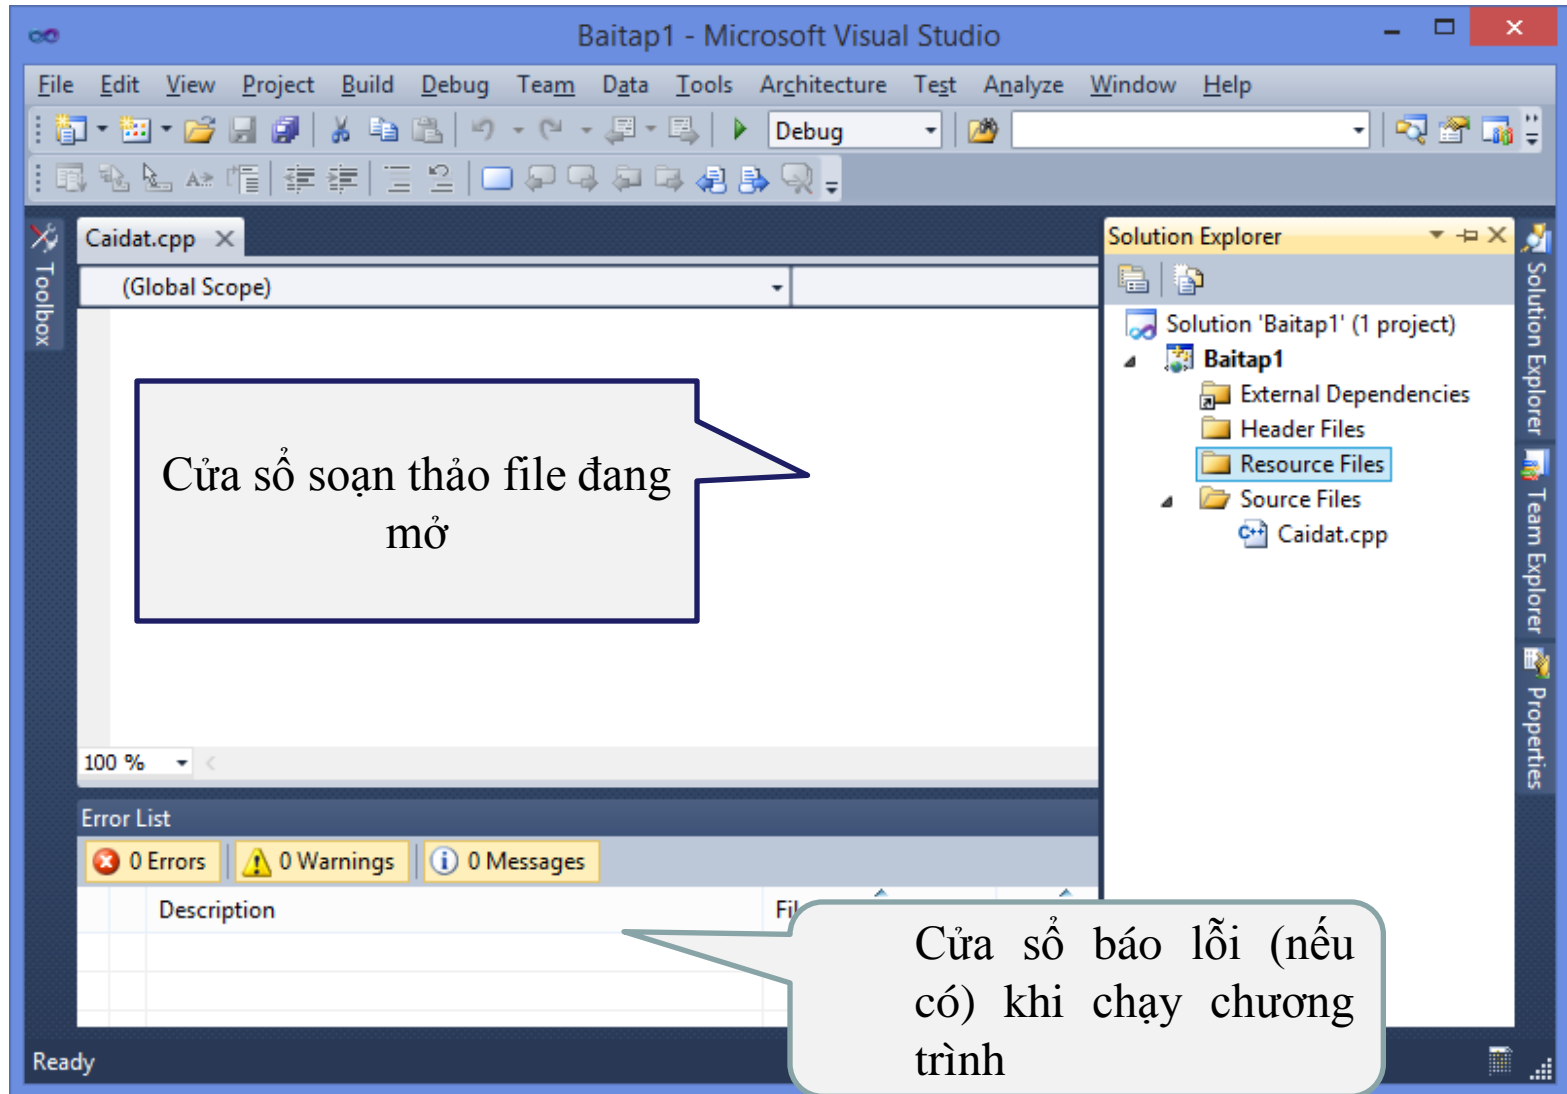 Baitap1 - Microsoft Visual Studio
File Edit View Project Build Debug Team Data Tools Architecture Test Analyze Window Help
Debug
Caidat.cpp
(Global Scope)
Toolbox
Cửa sổ soạn thảo file đang
mở
100 %
Solution Explorer
Solution 'Baitap1' (1 project)
Baitap1
External Dependencies
Header Files
Resource Files
Source Files
Caidat.cpp
Solution Explorer
Team Explorer
Properties
Error List
0 Errors 0 Warnings 0 Messages
Description
Cửa sổ báo lỗi (nếu
có) khi chạy chương
trình
Ready